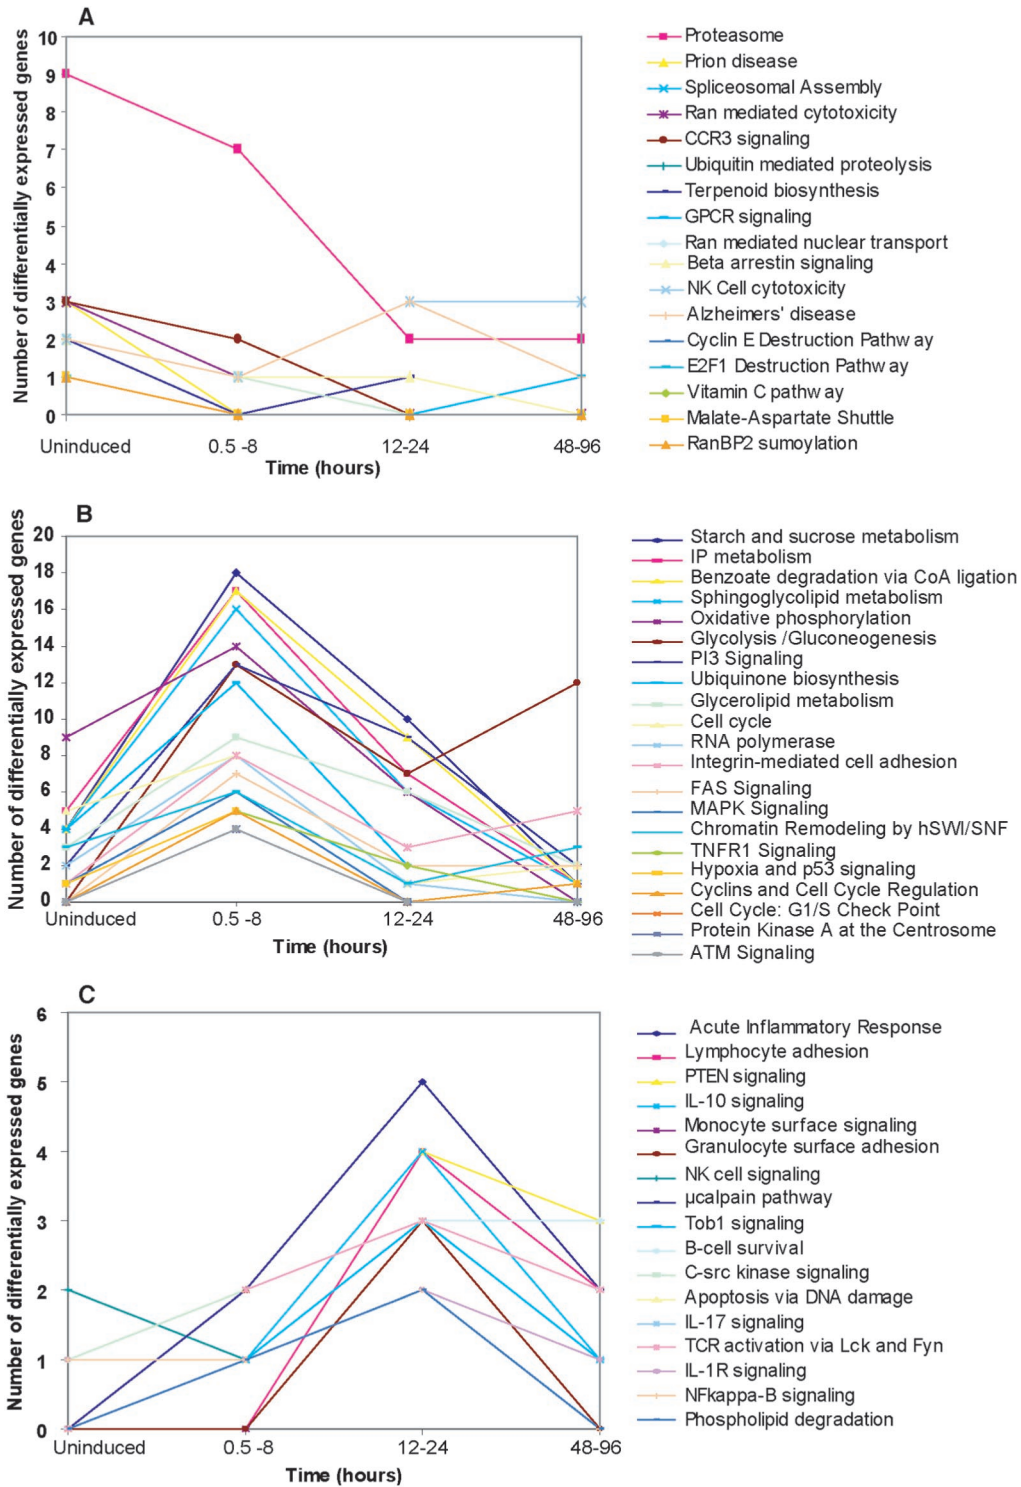 A
Number of differentially expressed genes
10
9
8
7
6
5
4
3
2
1
0
Uninduced 0.5 -8 12-24 48-96
Time (hours)
Proteasome
Prion disease
Spliceosomal Assembly
Ran mediated cytotoxicity
CCR3 signaling
Ubiquitin mediated proteolysis
Terpenoid biosynthesis
GPCR signaling
Ran mediated nuclear transport
Beta arrestin signaling
NK Cell cytotoxicity
Alzheimers' disease
Cyclin E Destruction Pathway
E2F1 Destruction Pathway
Vitamin C pathway
Malate-Aspartate Shuttle
RanBP2 sumoylation
B
Number of differentially expressed genes
20
18
16
14
12
10
8
6
4
2
0
Uninduced 0.5 -8 12-24 48-96
Time (hours)
Starch and sucrose metabolism
IP metabolism
Benzoate degradation via CoA ligation
Sphingoglycolipid metabolism
Oxidative phosphorylation
Glycolysis /Gluconeogenesis
PI3 Signaling
Ubiquinone biosynthesis
Glycerolipid metabolism
Cell cycle
RNA polymerase
Integrin-mediated cell adhesion
FAS Signaling
MAPK Signaling
Chromatin Remodeling by hSWI/SNF
TNFR1 Signaling
Hypoxia and p53 signaling
Cyclins and Cell Cycle Regulation
Cell Cycle: G1/S Check Point
Protein Kinase A at the Centrosome
ATM Signaling
C
Number of differentially expressed genes
6
5
4
3
2
1
0
Uninduced 0.5 -8 12-24 48-96
Time (hours)
Acute Inflammatory Response
Lymphocyte adhesion
PTEN signaling
IL-10 signaling
Monocyte surface signaling
Granulocyte surface adhesion
NK cell signaling
µcalpain pathway
Tob1 signaling
B-cell survival
C-src kinase signaling
Apoptosis via DNA damage
IL-17 signaling
TCR activation via Lck and Fyn
IL-1R signaling
NFkappa-B signaling
Phospholipid degradation